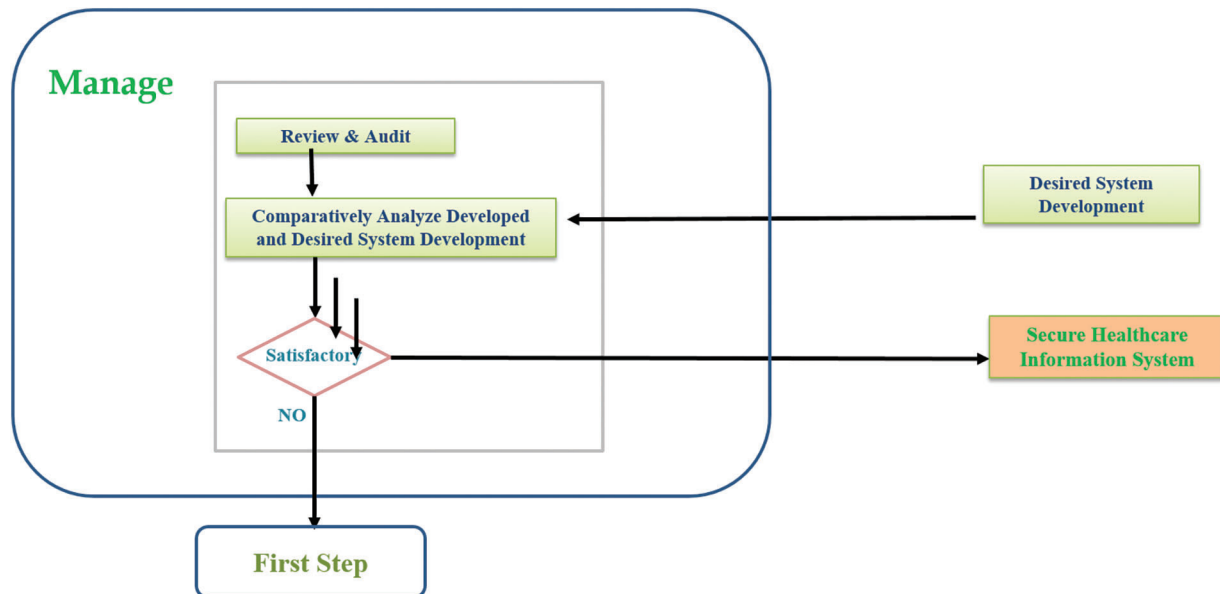 Manage
Review & Audit
Comparatively Analyze Developed
and Desired System Development
Desired System
Development
Satisfactory
Secure Healthcare
Information System
NO
First Step